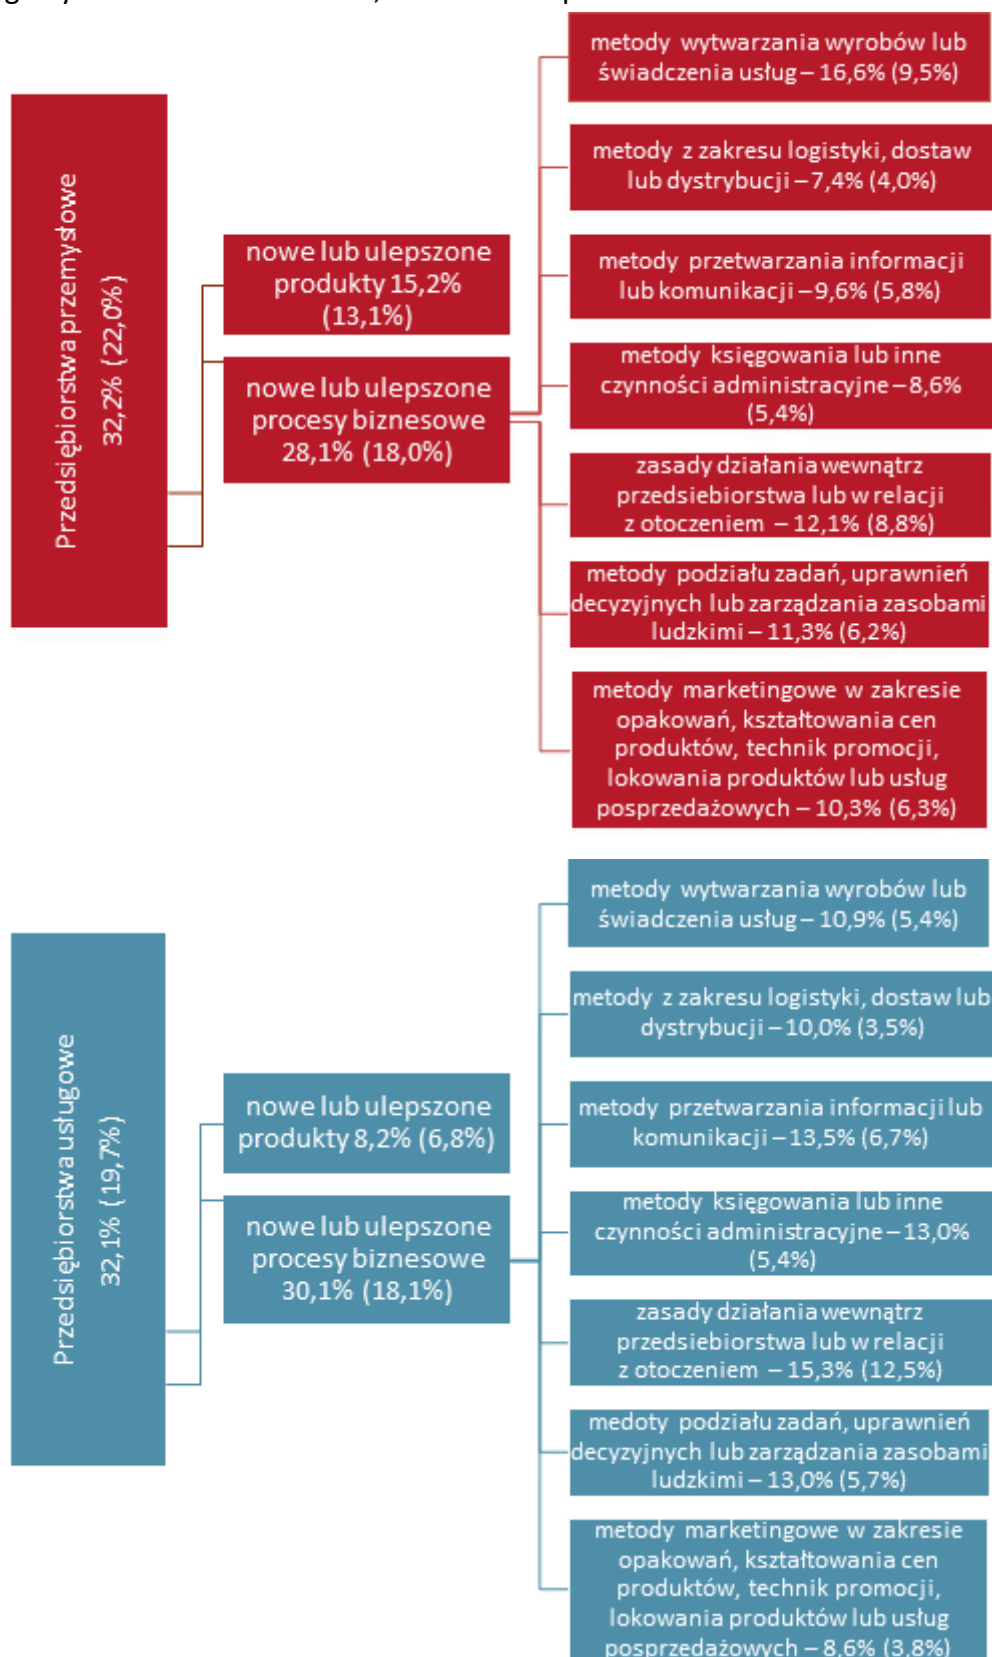 Przedsiębiorstwa przemysłowe
32,2% (22,0%)
nowe lub ulepszone
produkty 15,2%
(13,1%)
nowe lub ulepszone
procesy biznesowe
28,1% (18,0%)
metody wytwarzania wyrobów lub
świadczenia usług – 16,6% (9,5%)
metody z zakresu logistyki, dostaw
lub dystrybucji – 7,4% (4,0%)
metody przetwarzania informacji
lub komunikacji – 9,6% (5,8%)
metody księgowania lub inne
czynności administracyjne – 8,6%
(5,4%)
zasady działania wewnątrz
przedsiebiorstwa lub w relacji
z otoczeniem – 12,1% (8,8%)
metody podziału zadań, uprawnień
decyzyjnych lub zarządzania zasobami
ludzkimi – 11,3% (6,2%)
metody marketingowe w zakresie
opakowań, kształtowania cen
produktów, technik promocji,
lokowania produktów lub usług
posprzedażowych – 10,3% (6,3%)
Przedsiębiorstwa usługowe
32,1% (19,7%)
nowe lub ulepszone
produkty 8,2% (6,8%)
nowe lub ulepszone
procesy biznesowe
30,1% (18,1%)
metody wytwarzania wyrobów lub
świadczenia usług – 10,9% (5,4%)
metody z zakresu logistyki, dostaw lub
dystrybucji – 10,0% (3,5%)
metody przetwarzania informacji lub
komunikacji – 13,5% (6,7%)
metody księgowania lub inne
czynności administracyjne – 13,0%
(5,4%)
zasady działania wewnątrz
przedsiebiorstwa lub w relacji
z otoczeniem – 15,3% (12,5%)
medoty podziału zadań, uprawnień
decyzyjnych lub zarządzania zasobami
ludzkimi – 13,0% (5,7%)
metody marketingowe w zakresie
opakowań, kształtowania cen
produktów, technik promocji,
lokowania produktów lub usług
posprzedażowych – 8,6% (3,8%)